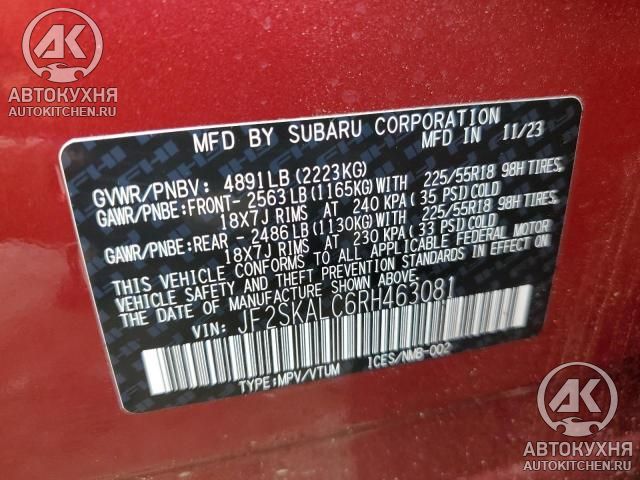 АК
АВТОКУХНЯ
AUTOKITCHEN.RU
АК
АВТОКУХНЯ
AUTOKITCHEN.RU
MFD BY SUBARU CORPORATION
MFD IN 11/23
GVWR/PNBV: 4891LB(2223KG)
GAWR/PNBE:FRONT- 2563LB(1165KG)WITH 225/55R18 98H TIRES,
18X7J RIMS AT 240 KPA(35 PSI)COLD
GAWR/PNBE:REAR - 2486LB(1130KG)WITH 225/55R18 98H TIRES,
18X7J RIMS AT 230 KPA(33 PSI)COLD
THIS VEHICLE CONFORMS TO ALL APPLICABLE FEDERAL MOTOR
VEHICLE SAFETY AND THEFT PREVENTION STANDARDS IN EFFECT
ON THE DATE OF MANUFACTURE SHOWN ABOVE.
VIN: JF2SKALC6RH463081
TYPE:MPV/VTUM ICES/NMB-002
АК
АВТОКУХНЯ
AUTOKITCHEN.RU